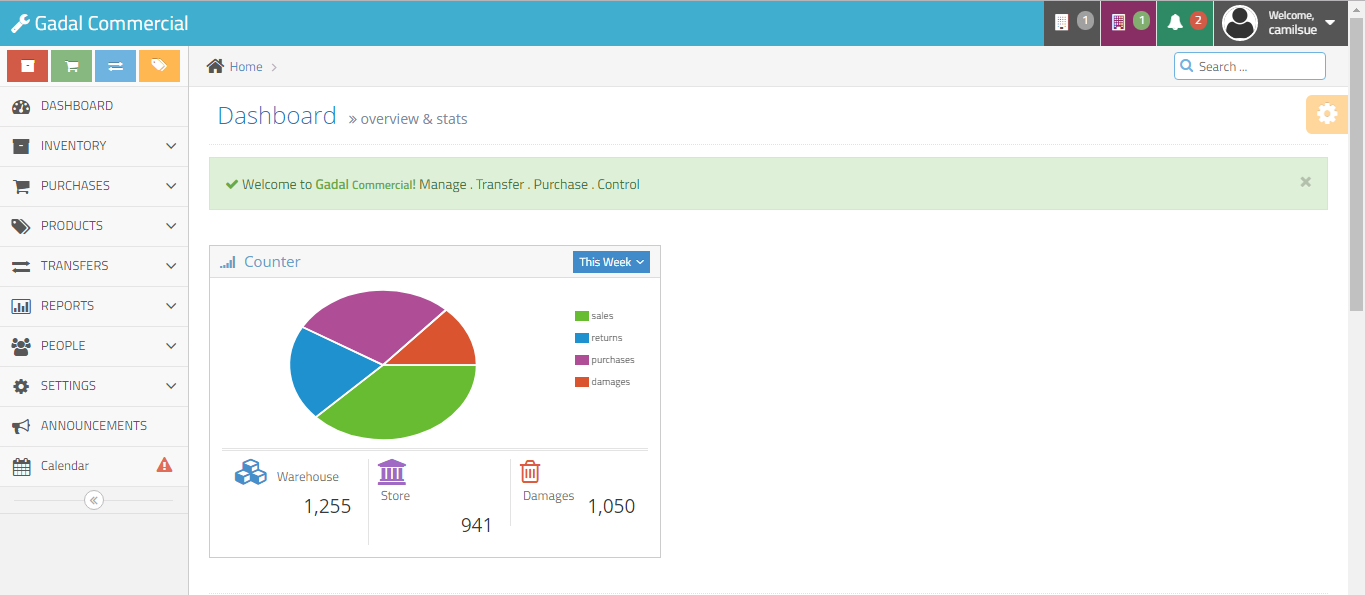 Gadal Commercial
1
1
2
Welcome,
camilsue
Home
Search ...
DASHBOARD
INVENTORY
PURCHASES
PRODUCTS
TRANSFERS
REPORTS
PEOPLE
SETTINGS
ANNOUNCEMENTS
Calendar
Dashboard » overview & stats
Welcome to Gadal Commercial! Manage . Transfer . Purchase . Control
×
Counter
This Week
sales
returns
purchases
damages
Warehouse
1,255
Store
941
Damages
1,050